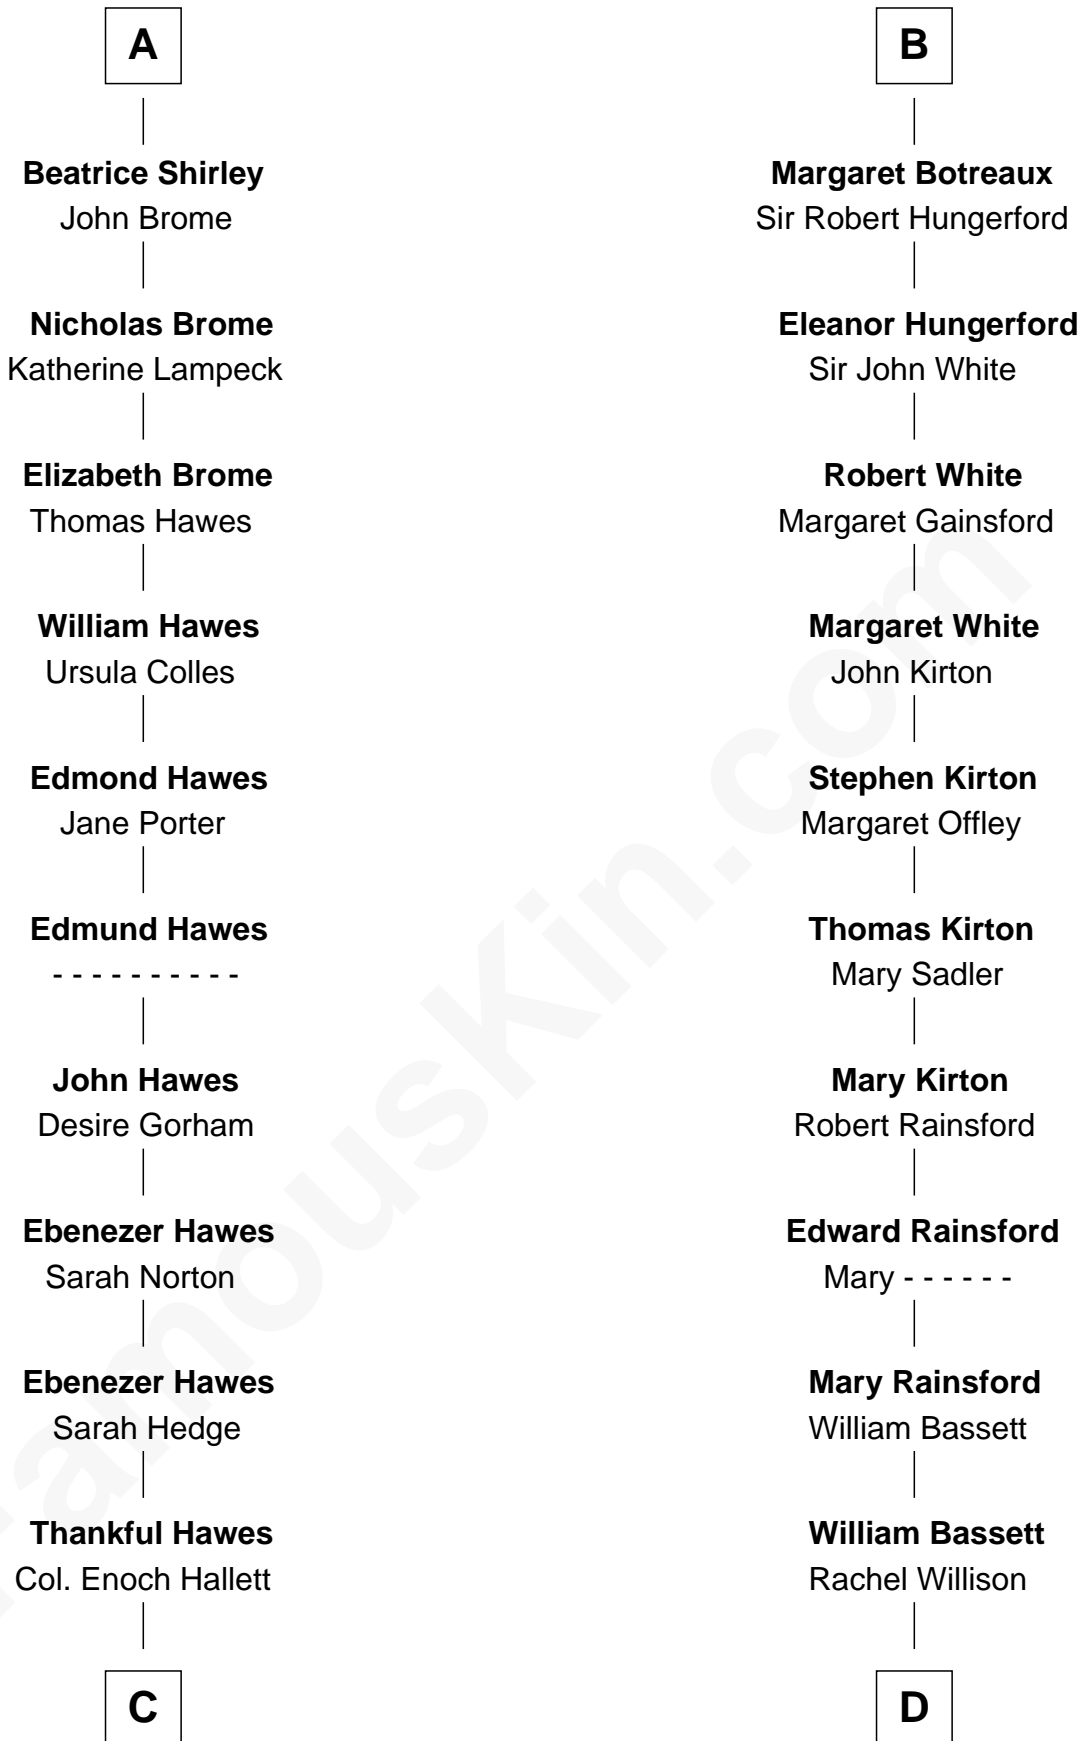 A
Beatrice Shirley
John Brome
Nicholas Brome
Katherine Lampeck
Elizabeth Brome
Thomas Hawes
William Hawes
Ursula Colles
Edmond Hawes
Jane Porter
Edmund Hawes
- - - - - - - - - -
John Hawes
Desire Gorham
Ebenezer Hawes
Sarah Norton
Ebenezer Hawes
Sarah Hedge
Thankful Hawes
Col. Enoch Hallett
C
B
Margaret Botreaux
Sir Robert Hungerford
Eleanor Hungerford
Sir John White
Robert White
Margaret Gainsford
Margaret White
John Kirton
Stephen Kirton
Margaret Offley
Thomas Kirton
Mary Sadler
Mary Kirton
Robert Rainsford
Edward Rainsford
Mary - - - - - -
Mary Rainsford
William Bassett
William Bassett
Rachel Willison
D
FamousKin.com